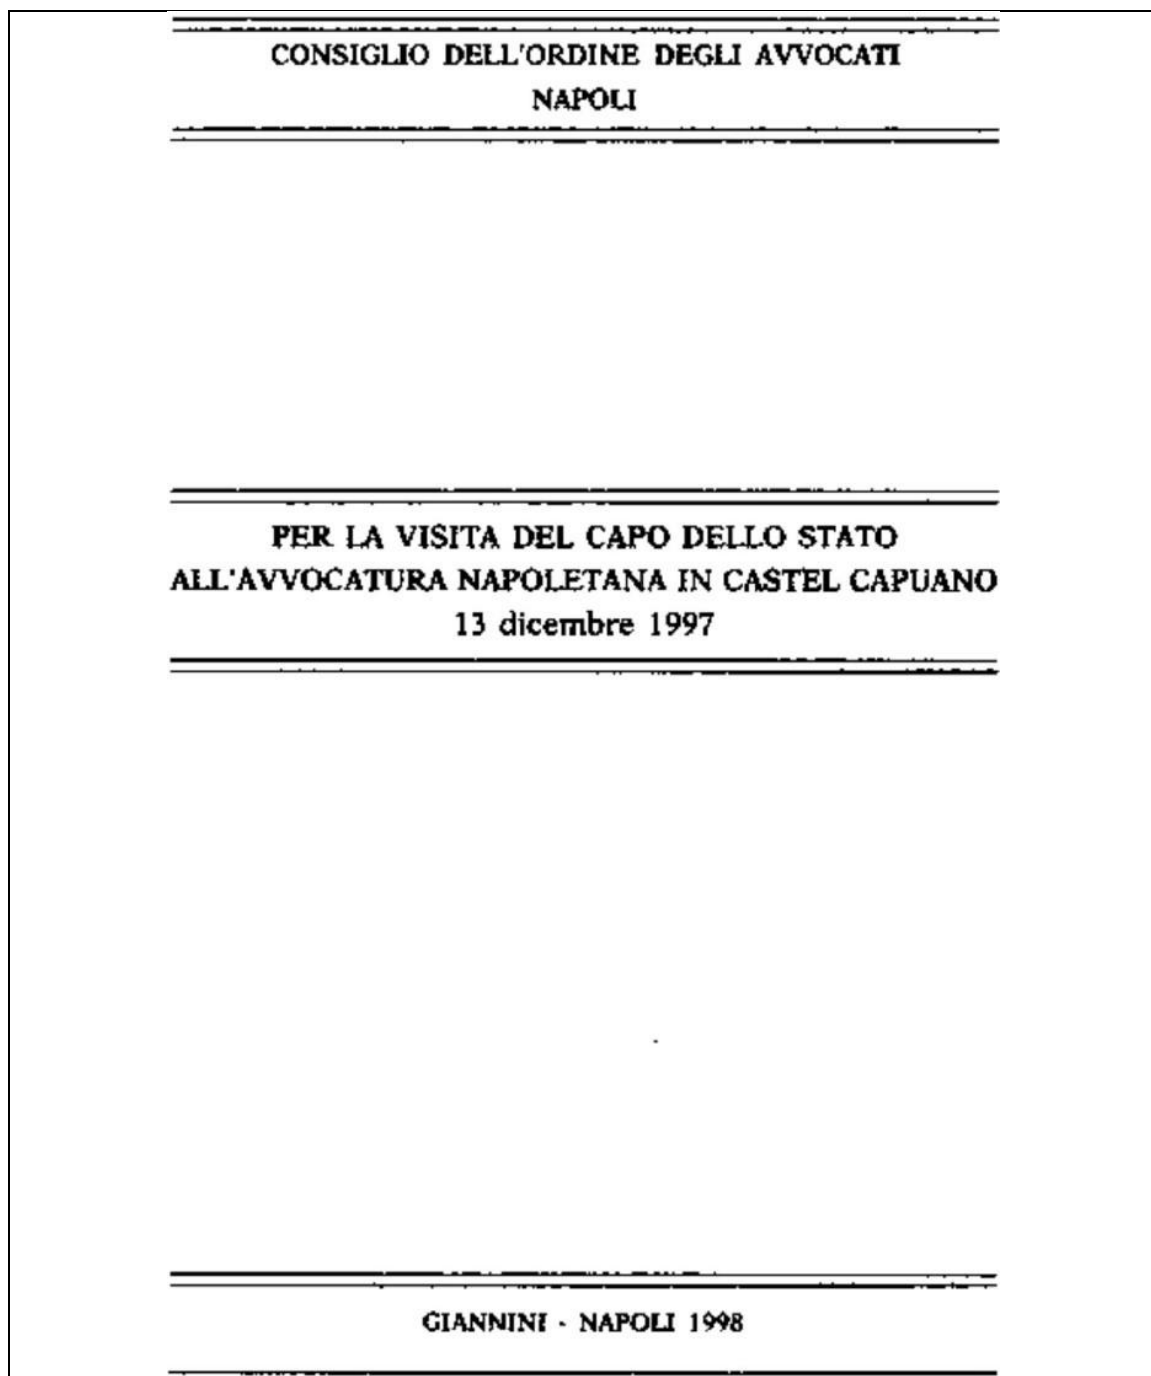 CONSIGLIO DELL'ORDINE DEGLI AVVOCATI
NAPOLI
PER LA VISITA DEL CAPO DELLO STATO
ALL'AVVOCATURA NAPOLETANA IN CASTEL CAPUANO
13 dicembre 1997
GIANNINI - NAPOLI 1998